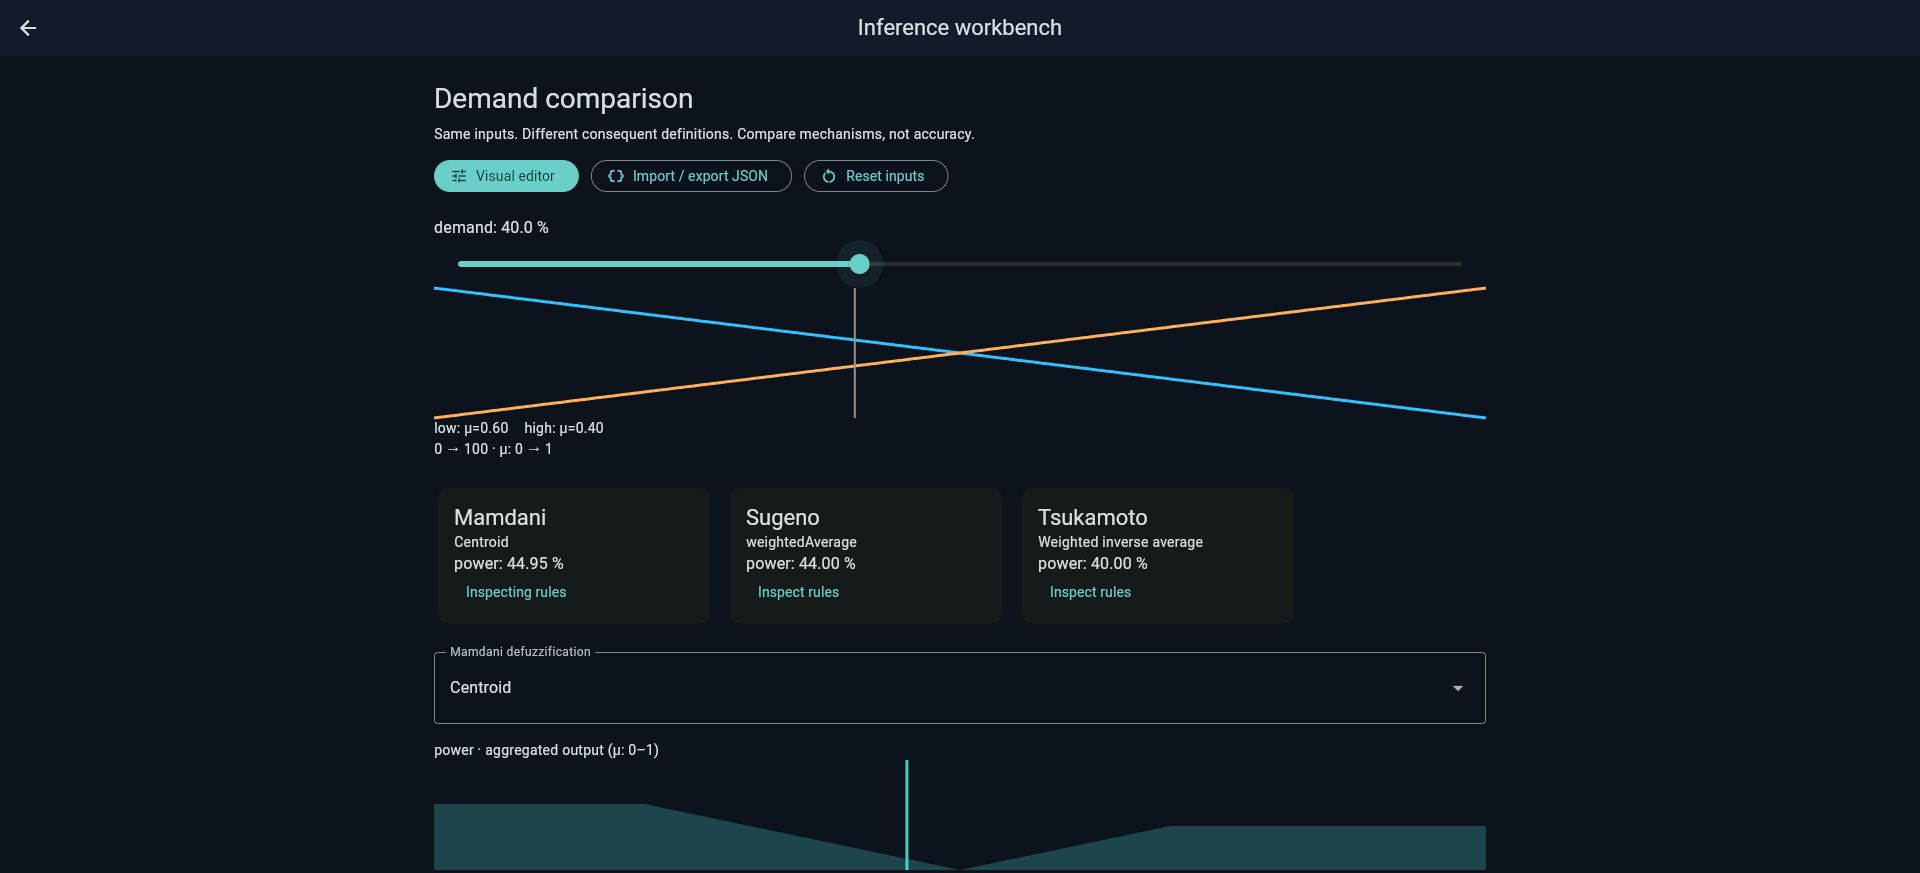 Inference workbench
Demand comparison
Same inputs. Different consequent definitions. Compare mechanisms, not accuracy.
Visual editor
Import / export JSON
Reset inputs
demand: 40.0 %
low: μ=0.60 high: μ=0.40
0 → 100 · μ: 0 → 1
Mamdani
Centroid
power: 44.95 %
Inspecting rules
Sugeno
weightedAverage
power: 44.00 %
Inspect rules
Tsukamoto
Weighted inverse average
power: 40.00 %
Inspect rules
Mamdani defuzzification
Centroid
power · aggregated output (μ: 0–1)